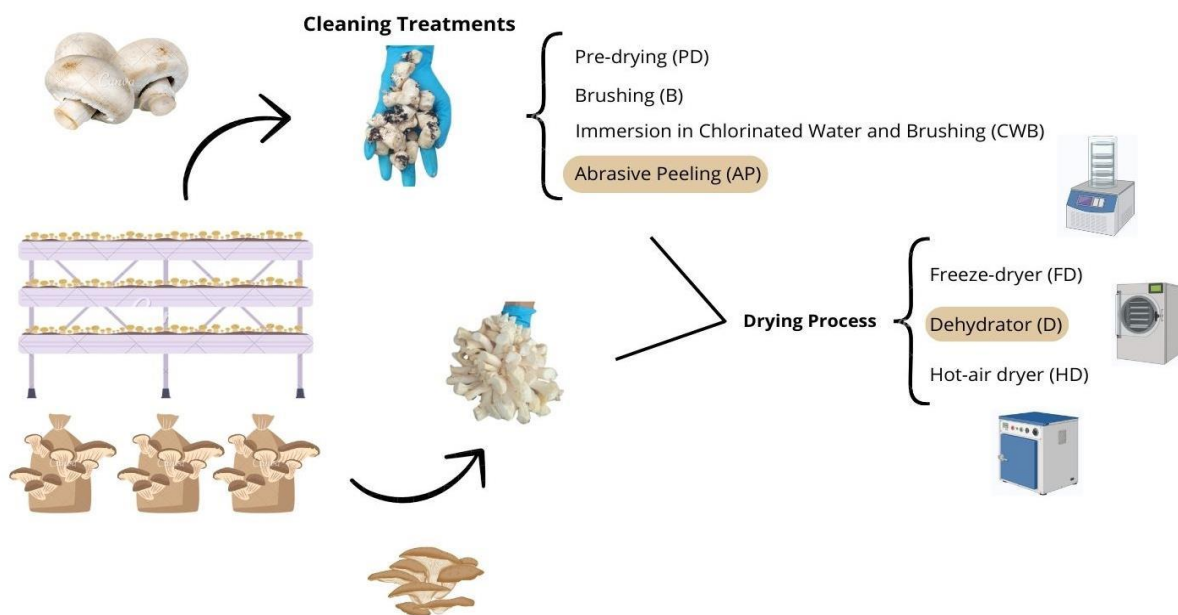 Cleaning Treatments
Pre-drying (PD)
Brushing (B)
Immersion in Chlorinated Water and Brushing (CWB)
Abrasive Peeling (AP)
Drying Process
Freeze-dryer (FD)
Dehydrator (D)
Hot-air dryer (HD)